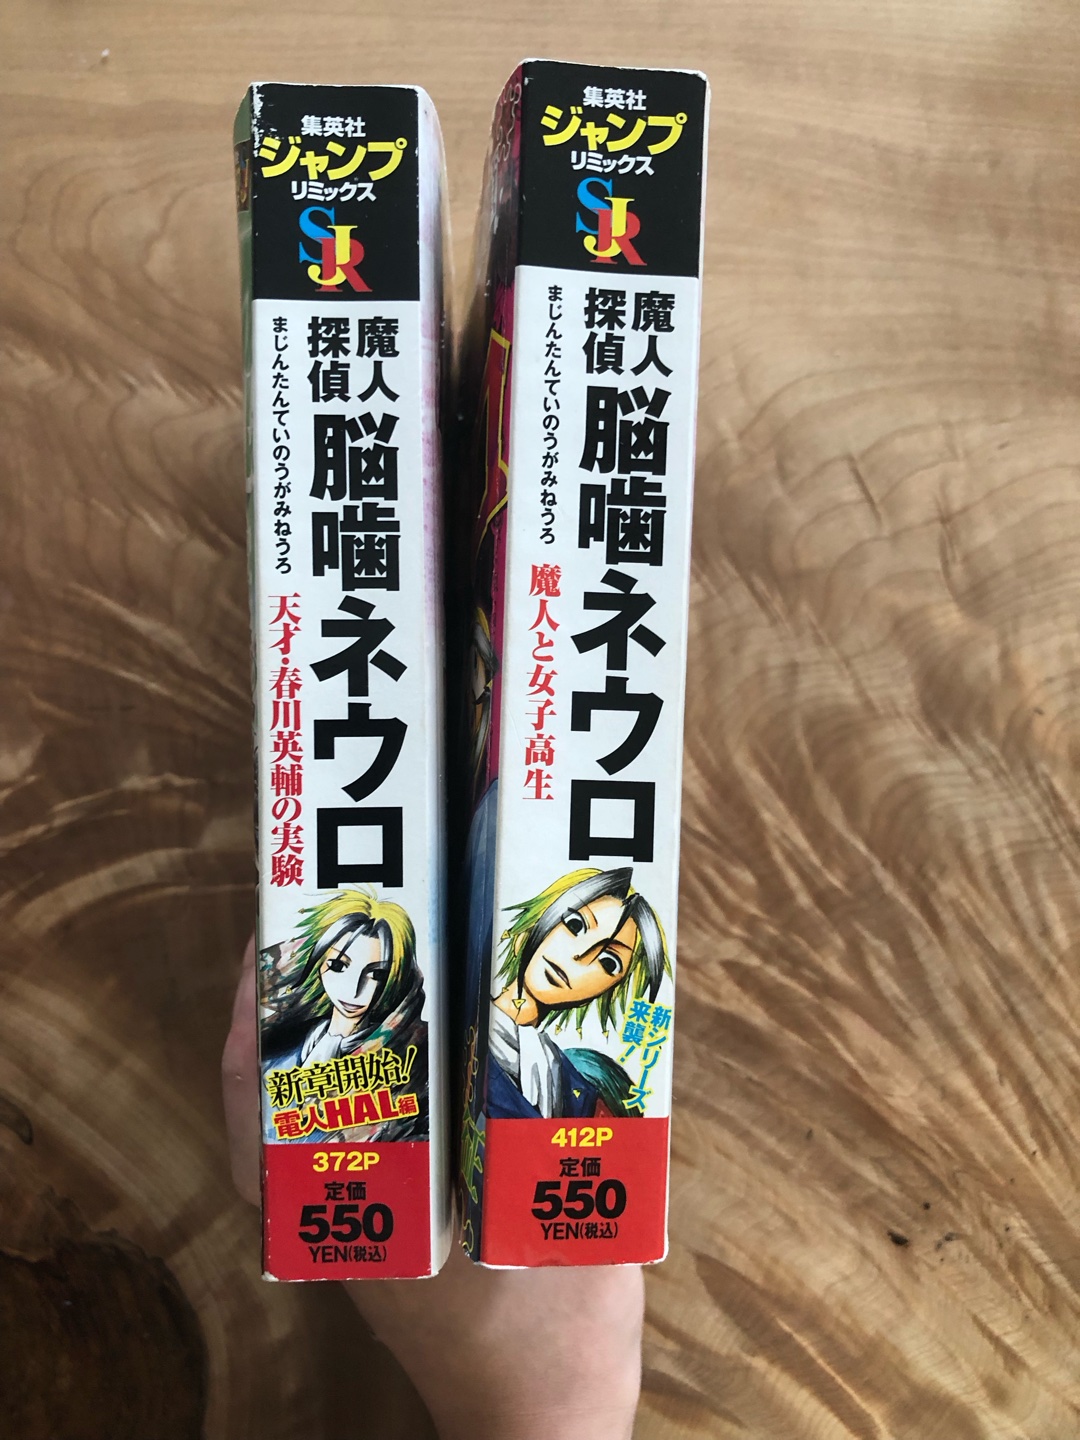 集英社
ジャンプ
リミックス
SJR
魔人
探偵
脳噛ネウロ
まじんたんていのうがみねうろ
天才・春川英輔の実験
新章開始!
電人HAL編
372P
定価
550
YEN(税込)
集英社
ジャンプ
リミックス
SJR
魔人
探偵
脳噛ネウロ
まじんたんていのうがみねうろ
魔人と女子高生
新シリーズ
来襲!
412P
定価
550
YEN(税込)